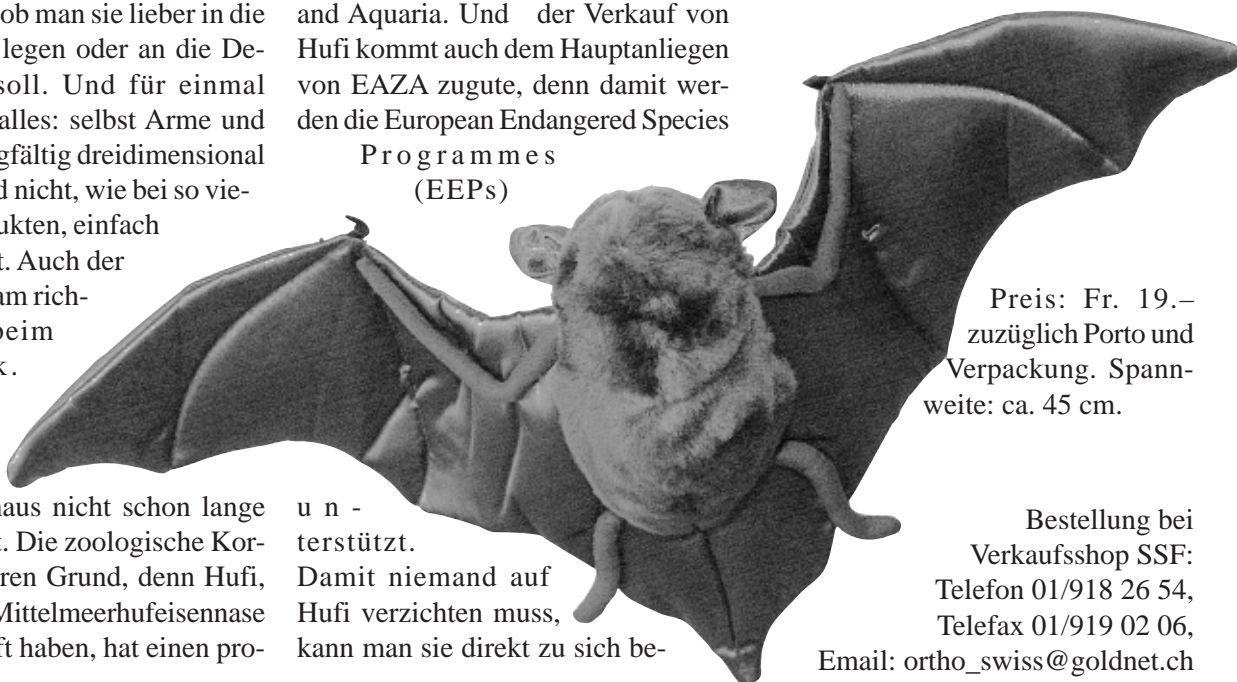 ob man sie lieber in die
legen oder an die De-
soll. Und für einmal
alles: selbst Arme und
gfältig dreidimensional
d nicht, wie bei so vie-
ukten, einfach
t. Auch der
am rich-
beim
k.
aus nicht schon lange
t. Die zoologische Kor-
ren Grund, denn Hufi,
Mittelmeerhufeisennase
ft haben, hat einen pro-
and Aquaria. Und der Verkauf von
Hufi kommt auch dem Hauptanliegen
von EAZA zugute, denn damit wer-
den die European Endangered Species
Programmes
(EEPs)
un-
terstützt.
Damit niemand auf
Hufi verzichten muss,
kann man sie direkt zu sich be-
Preis: Fr. 19.–
zuzüglich Porto und
Verpackung. Spann-
weite: ca. 45 cm.
Bestellung bei
Verkaufsshop SSF:
Telefon 01/918 26 54,
Telefax 01/919 02 06,
Email: ortho_swiss@goldnet.ch